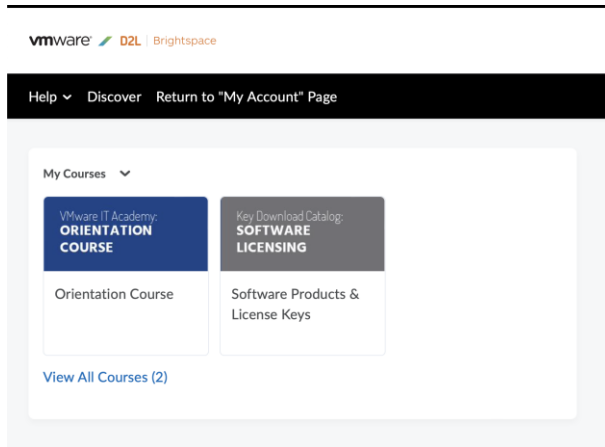 vmware D2L | Brightspace
Help Discover Return to "My Account" Page
My Courses
VMware IT Academy:
ORIENTATION
COURSE
Orientation Course
Key Download Catalog:
SOFTWARE
LICENSING
Software Products &
License Keys
View All Courses (2)